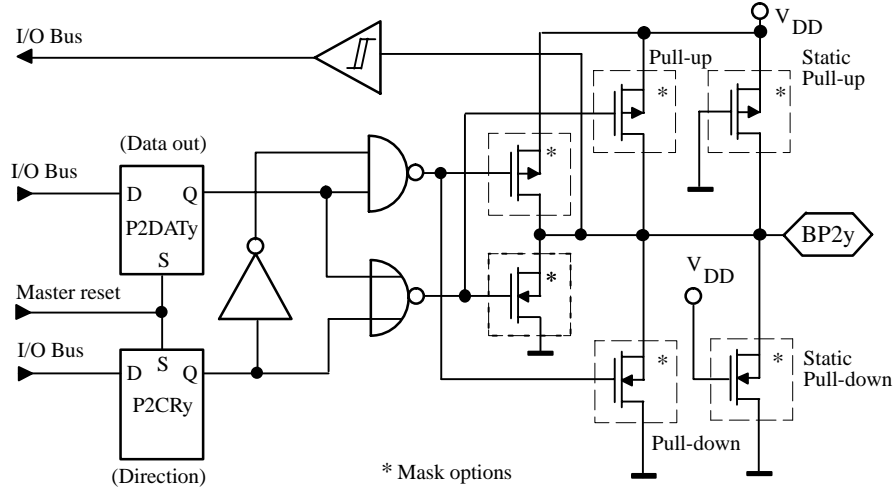 V
DD
I/O Bus
Pull-up
Static
Pull-up
*
*
(Data out)
*
I/O Bus
D
Q
P2DATy
S
BP2y
V
DD
*
Master reset
I/O Bus
S
D
Q
P2CRy
*
*
Static
Pull-down
Pull-down
(Direction)
* Mask options